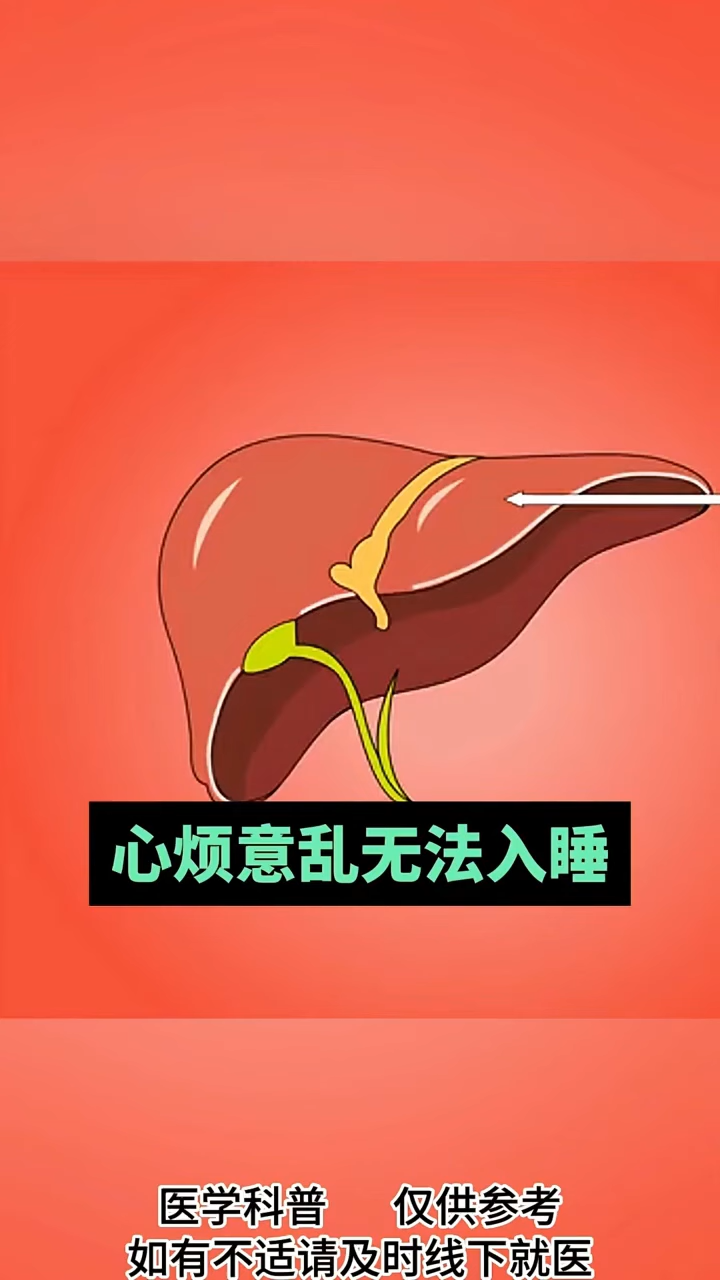 心烦意乱无法入睡
医学科普 仅供参考
如有不适请及时线下就医